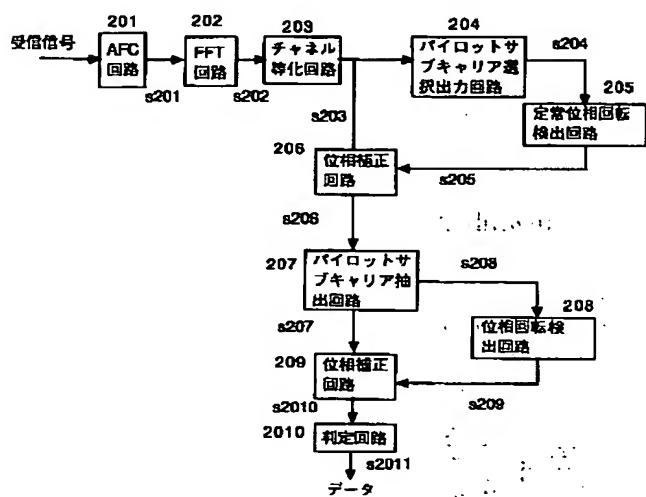 受信信号
201
AFC
回路
s201
202
FFT
回路
s202
203
チャネル
等化回路
s203
204
パイロットサ
ブキャリア選
択出力回路
s204
205
定常位相回転
検出回路
s205
206
位相補正
回路
s206
207
パイロットサ
ブキャリア抽
出回路
s208
208
位相回転検
出回路
s207
209
位相補正
回路
s209
s2010
2010
判定回路
s2011
データ